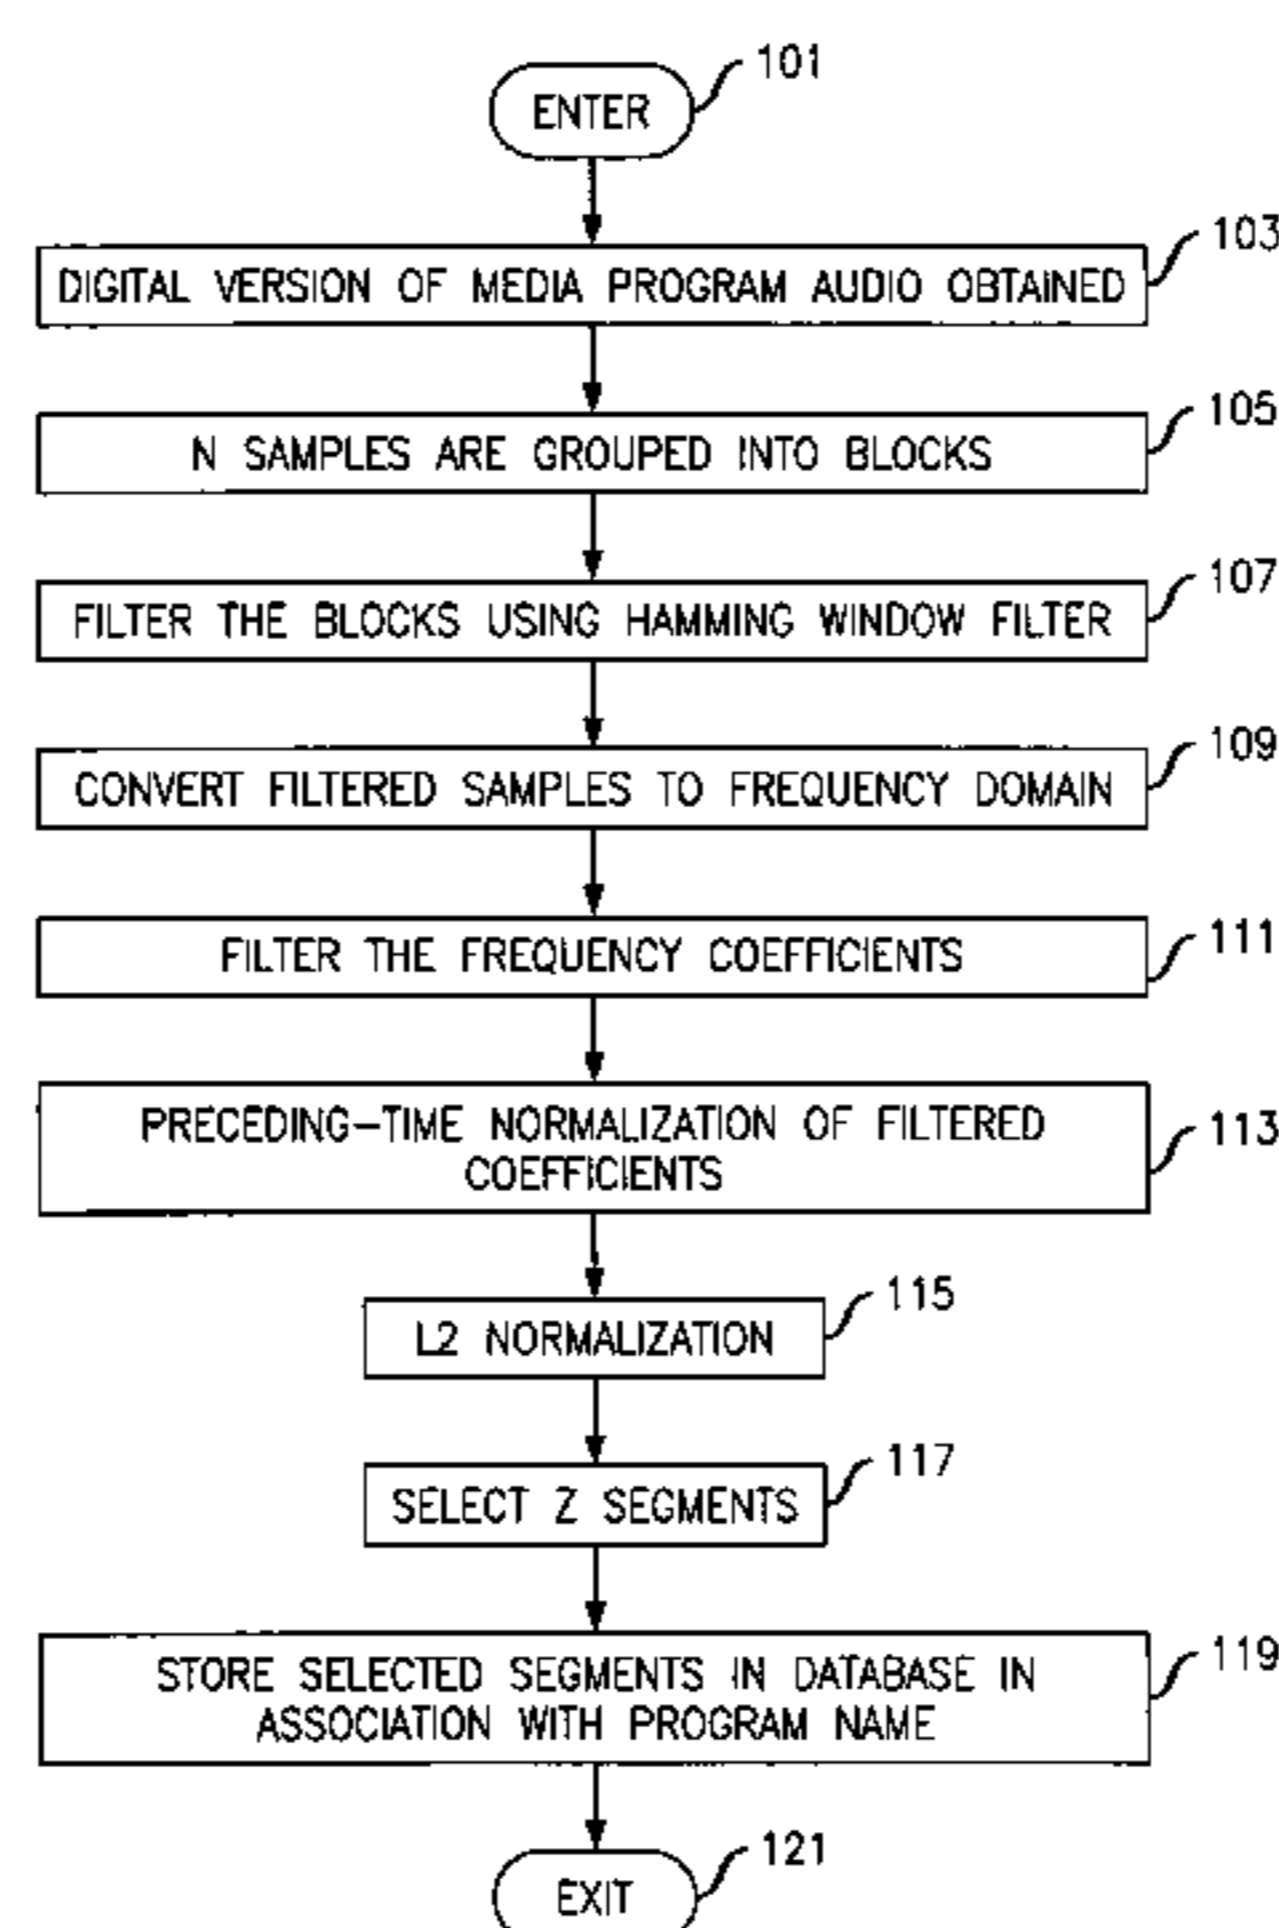 101
ENTER
103
DIGITAL VERSION OF MEDIA PROGRAM AUDIO OBTAINED
105
N SAMPLES ARE GROUPED INTO BLOCKS
107
FILTER THE BLOCKS USING HAMMING WINDOW FILTER
109
CONVERT FILTERED SAMPLES TO FREQUENCY DOMAIN
111
FILTER THE FREQUENCY COEFFICIENTS
113
PRECEDING-TIME NORMALIZATION OF FILTERED
COEFFICIENTS
115
L2 NORMALIZATION
117
SELECT Z SEGMENTS
119
STORE SELECTED SEGMENTS IN DATABASE IN
ASSOCIATION WITH PROGRAM NAME
121
EXIT